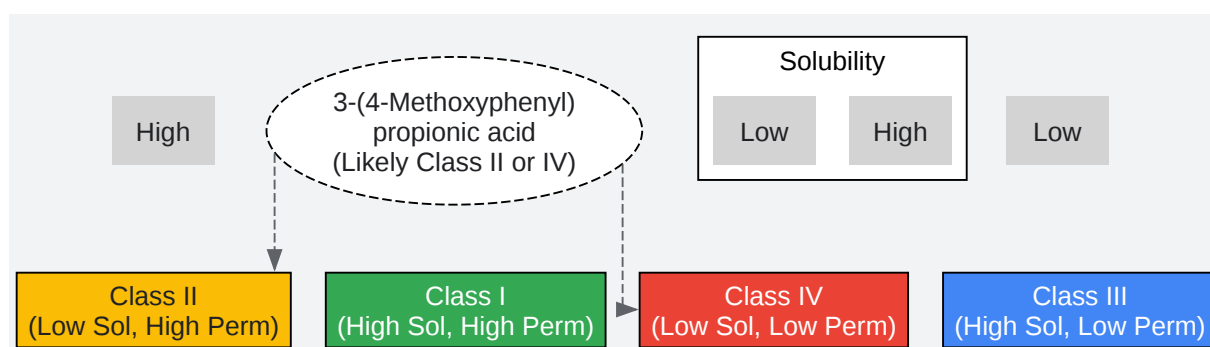 Solubility
High
3-(4-Methoxyphenyl)
propionic acid
(Likely Class II or IV)
Low
High
Low
Class II
(Low Sol, High Perm)
Class I
(High Sol, High Perm)
Class IV
(Low Sol, Low Perm)
Class III
(High Sol, Low Perm)